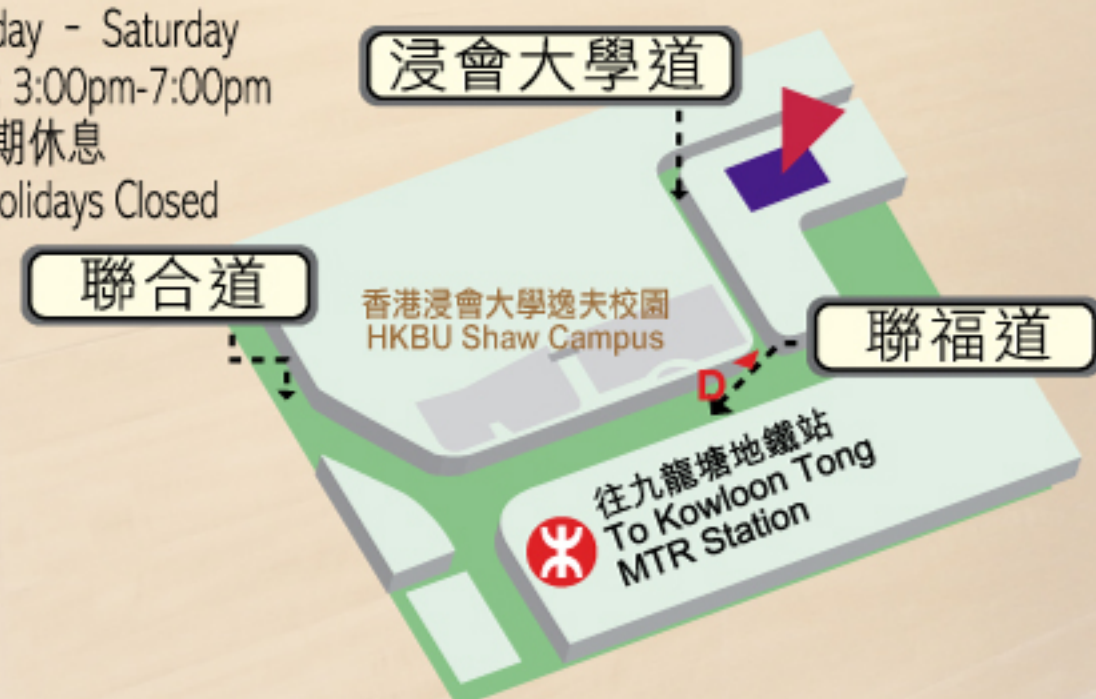 day - Saturday
3:00pm-7:00pm
期休息
olidays Closed
浸會大學道
聯合道
香港浸會大學逸夫校園
HKBU Shaw Campus
聯福道
D
往九龍塘地鐵站
To Kowloon Tong
MTR Station